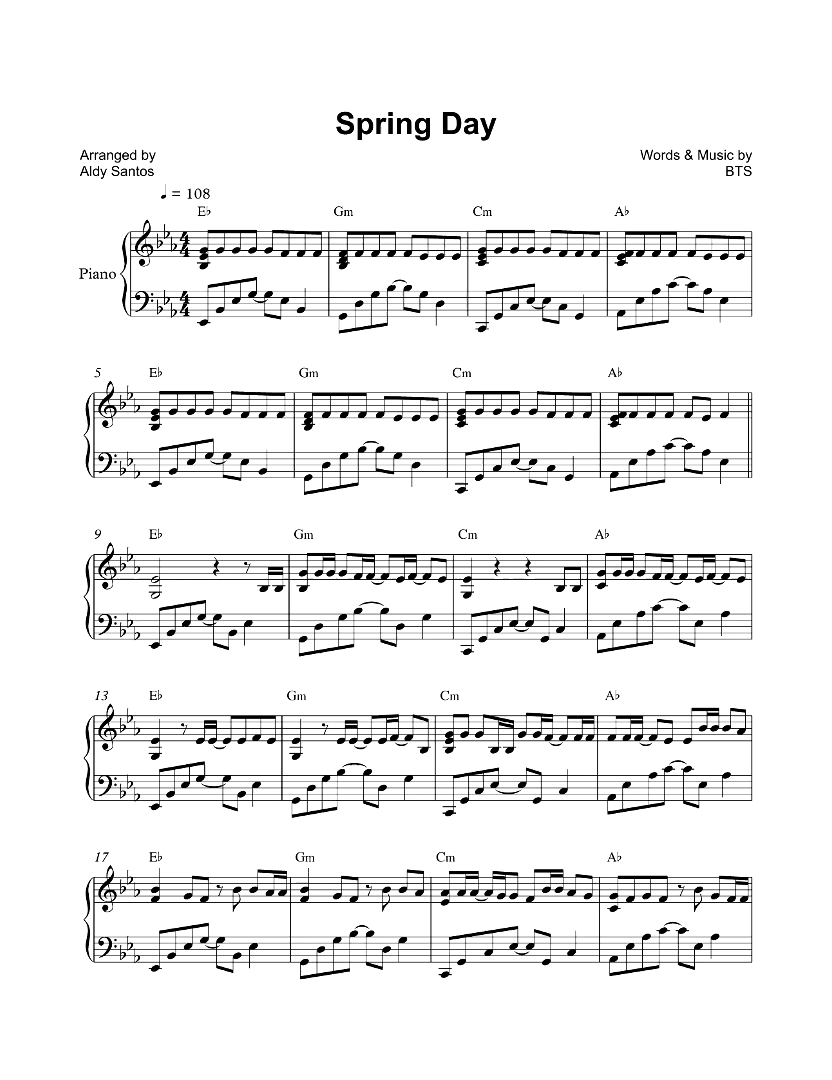 Spring Day
Arranged by
Aldy Santos
Words & Music by
BTS
♩ = 108
E♭ Gm Cm A♭
Piano
5
E♭ Gm Cm A♭
9
E♭ Gm Cm A♭
13
E♭ Gm Cm A♭
17
E♭ Gm Cm A♭